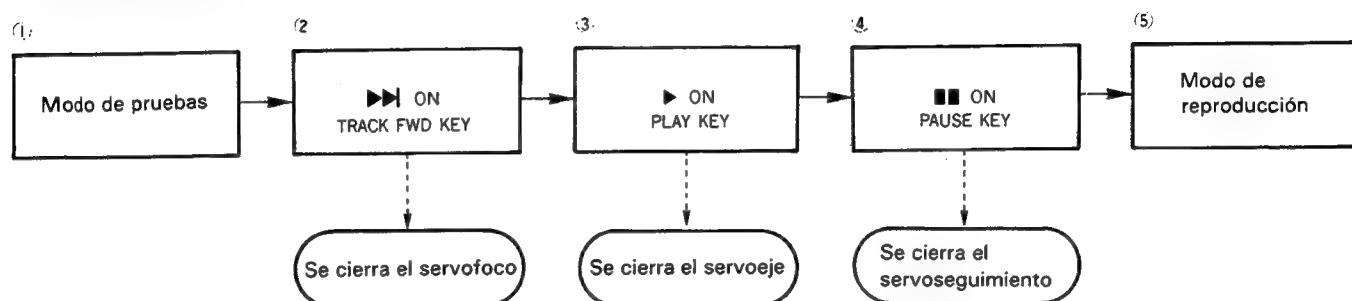 ① ② ③ ④ ⑤
Modo de pruebas
▶▶| ON
TRACK FWD KEY
▶ ON
PLAY KEY
▮▮ ON
PAUSE KEY
Modo de
reproducción
Se cierra el servofoco
Se cierra el servoeje
Se cierra el
servoseguimiento